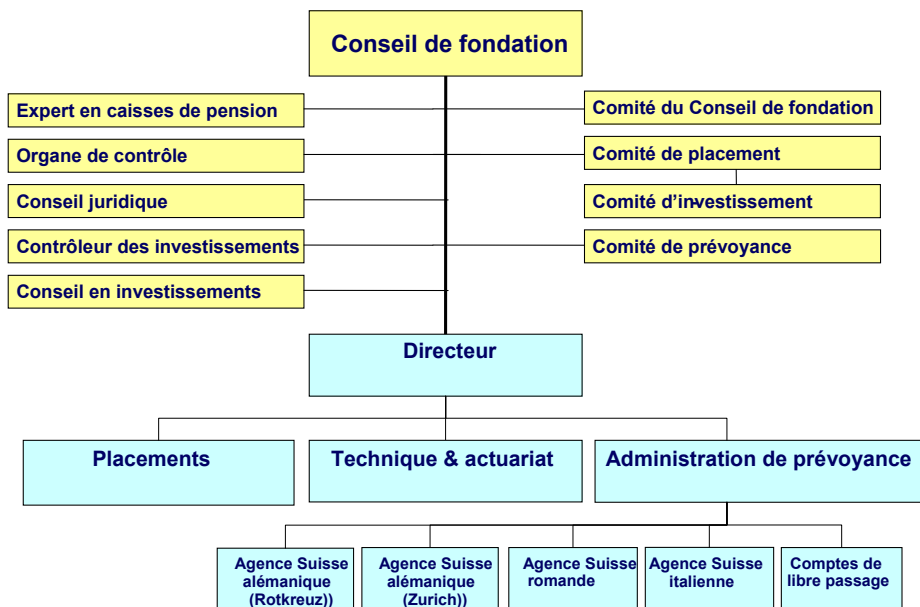 Conseil de fondation
Expert en caisses de pension
Comité du Conseil de fondation
Organe de contrôle
Comité de placement
Conseil juridique
Comité d'investissement
Contrôleur des investissements
Comité de prévoyance
Conseil en investissements
Directeur
Placements
Technique & actuariat
Administration de prévoyance
Agence Suisse
alémanique
(Rotkreuz))
Agence Suisse
alémanique
(Zurich))
Agence Suisse
romande
Agence Suisse
italienne
Comptes de
libre passage